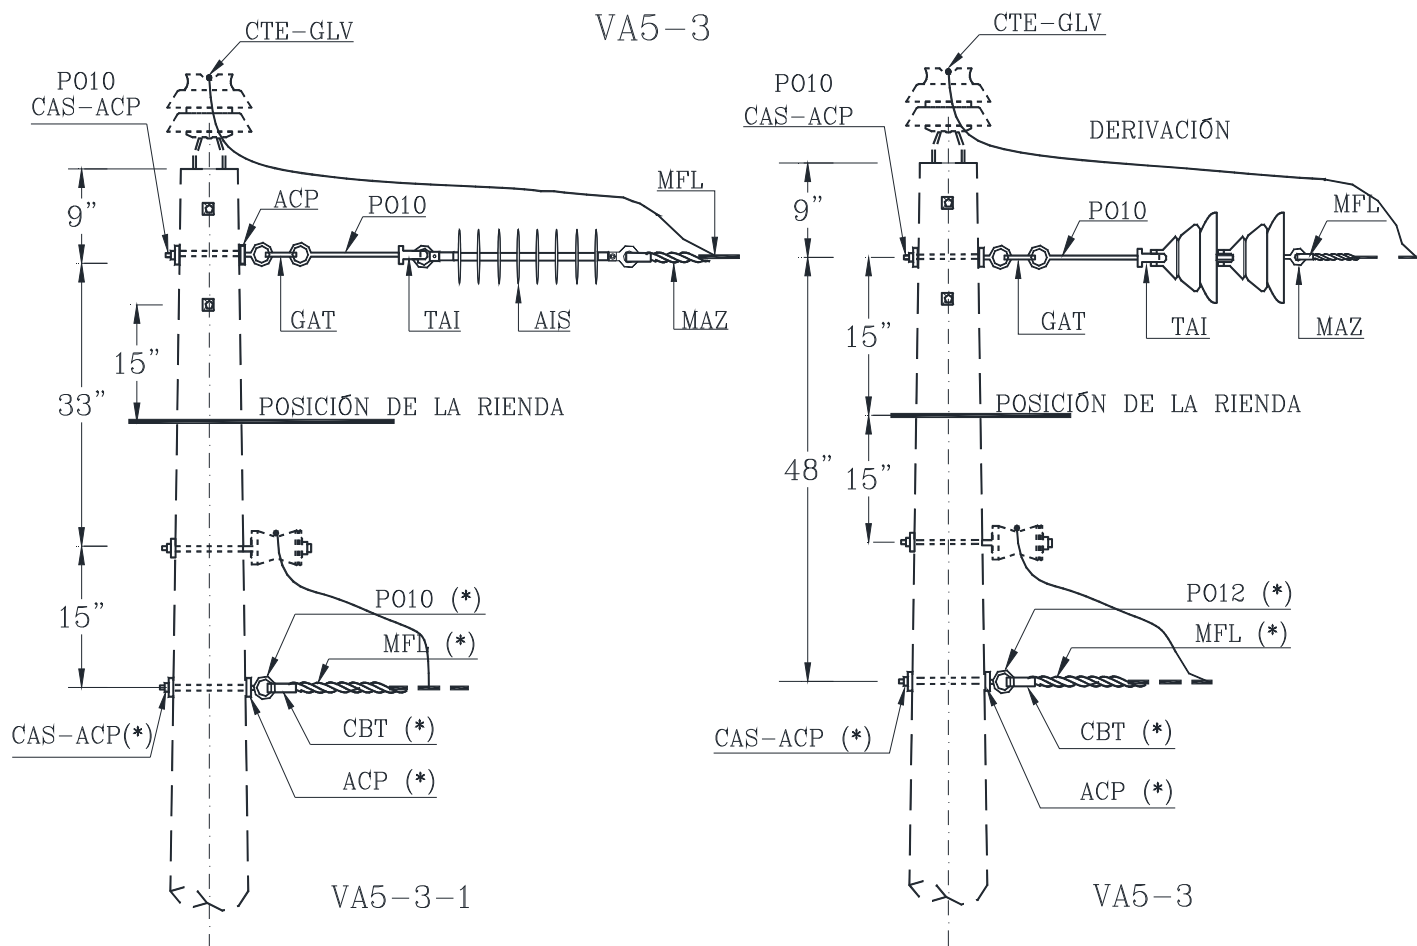 VA5-3
CTE-GLV
PO10
CAS-ACP
9"
ACP
PO10
MFL
GAT
TAI
AIS
MAZ
15"
33"
POSICIÓN DE LA RIENDA
15"
PO10 (*)
MFL (*)
CAS-ACP(*)
CBT (*)
ACP (*)
VA5-3-1
CTE-GLV
PO10
CAS-ACP
DERIVACIÓN
9"
PO10
MFL
GAT
TAI
MAZ
15"
POSICIÓN DE LA RIENDA
48"
15"
PO12 (*)
MFL (*)
CAS-ACP (*)
CBT (*)
ACP (*)
VA5-3